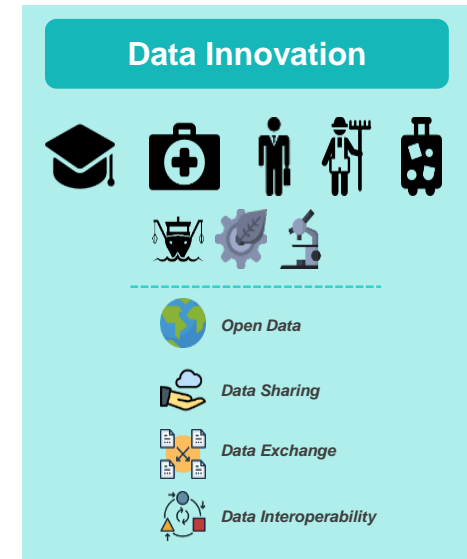 Data Innovation
Open Data
Data Sharing
Data Exchange
Data Interoperability